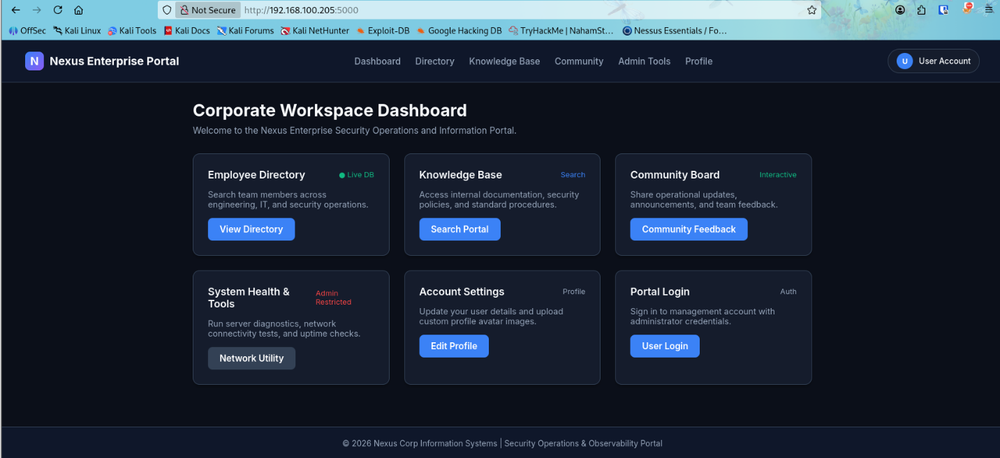 Not Secure http://192.168.100.205:5000
OffSec Kali Linux Kali Tools Kali Docs Kali Forums Kali NetHunter Exploit-DB Google Hacking DB TryHackMe | NahamSt... Nessus Essentials / Fo...
N Nexus Enterprise Portal Dashboard Directory Knowledge Base Community Admin Tools Profile U User Account
Corporate Workspace Dashboard
Welcome to the Nexus Enterprise Security Operations and Information Portal.
Employee Directory Live DB
Search team members across
engineering, IT, and security operations.
View Directory
Knowledge Base Search
Access internal documentation, security
policies, and standard procedures.
Search Portal
Community Board Interactive
Share operational updates,
announcements, and team feedback.
Community Feedback
System Health &
Tools
Admin
Restricted
Run server diagnostics, network
connectivity tests, and uptime checks.
Network Utility
Account Settings Profile
Update your user details and upload
custom profile avatar images.
Edit Profile
Portal Login Auth
Sign in to management account with
administrator credentials.
User Login
© 2026 Nexus Corp Information Systems | Security Operations & Observability Portal